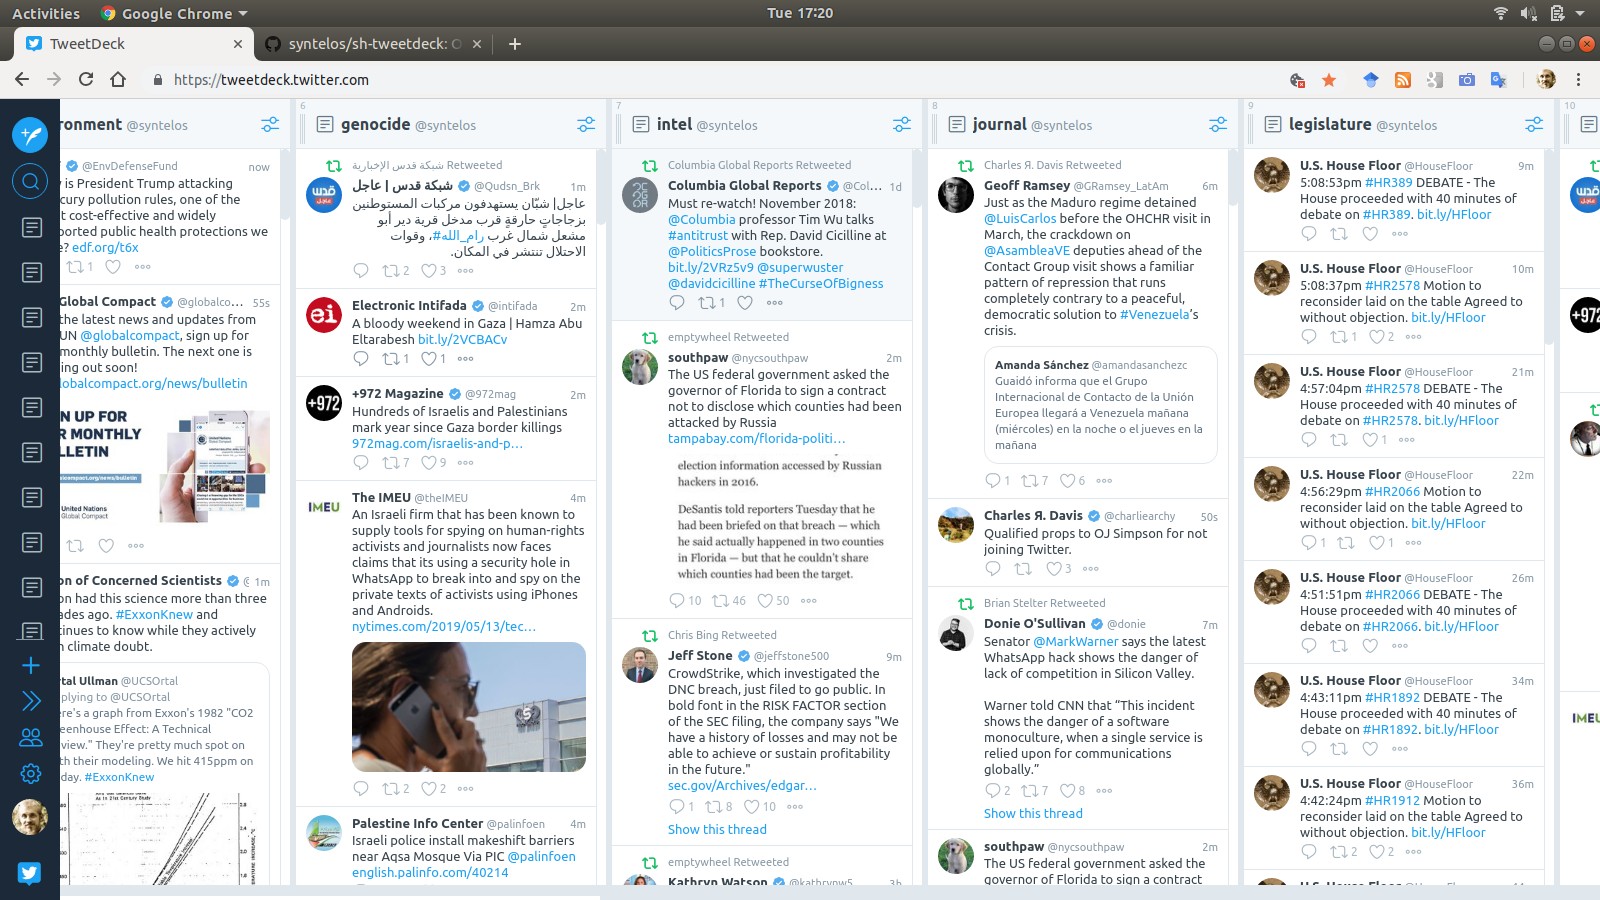 Activities
Google Chrome
Tue 17:20
TweetDeck
syntelos/sh-tweetdeck:
https://tweetdeck.twitter.com
ronment @syntelos
@EnvDefenseFund now
is President Trump attacking
cury pollution rules, one of the
t cost-effective and widely
ported public health protections we
e? edf.org/t6x
1
Global Compact @globalco… 55s
the latest news and updates from
UN @globalcompact, sign up for
monthly bulletin. The next one is
ing out soon!
lobalcompact.org/news/bulletin
N UP FOR
R MONTHLY
LLETIN
alcompact.org/news/bulletin
United Nations
Global Compact
on of Concerned Scientists 1m
on had this science more than three
ades ago. #ExxonKnew and
tinues to know while they actively
n climate doubt.
rtal Ullman @UCSOrtal
plying to @UCSOrtal
ere's a graph from Exxon's 1982 "CO2
eenhouse Effect: A Technical
view." They're pretty much spot on
th their modeling. We hit 415ppm on
day. #ExxonKnew
6
genocide @syntelos
شبكة قدس الإخبارية Retweeted
شبكة قدس | عاجل @Qudsn_Brk 1m
عاجل| شبّان يستهدفون مركبات المستوطنين
بزجاجاتٍ حارقةٍ قرب مدخل قرية دير أبو
مشعل شمال غرب رام_الله#، وقوات
الاحتلال تنتشر في المكان.
2 3
Electronic Intifada @intifada 2m
A bloody weekend in Gaza | Hamza Abu
Eltarabesh bit.ly/2VCBACv
1 1
+972
+972 Magazine @972mag 2m
Hundreds of Israelis and Palestinians
mark year since Gaza border killings
972mag.com/israelis-and-p…
7 9
IMEU
The IMEU @theIMEU 4m
An Israeli firm that has been known to
supply tools for spying on human-rights
activists and journalists now faces
claims that its using a security hole in
WhatsApp to break into and spy on the
private texts of activists using iPhones
and Androids.
nytimes.com/2019/05/13/tec…
2 2
Palestine Info Center @palinfoen 4m
Israeli police install makeshift barriers
near Aqsa Mosque Via PIC @palinfoen
english.palinfo.com/40214
7
intel @syntelos
Columbia Global Reports Retweeted
Columbia Global Reports @Col… 1d
Must re-watch! November 2018:
@Columbia professor Tim Wu talks
#antitrust with Rep. David Cicilline at
@PoliticsProse bookstore.
bit.ly/2VRz5v9 @superwuster
@davidcicilline #TheCurseOfBigness
1
emptywheel Retweeted
southpaw @nycsouthpaw 2m
The US federal government asked the
governor of Florida to sign a contract
not to disclose which counties had been
attacked by Russia
tampabay.com/florida-politi…
election information accessed by Russian
hackers in 2016.
DeSantis told reporters Tuesday that he
had been briefed on that breach — which
he said actually happened in two counties
in Florida — but that he couldn't share
which counties had been the target.
10 46 50
Chris Bing Retweeted
Jeff Stone @jeffstone500 9m
CrowdStrike, which investigated the
DNC breach, just filed to go public. In
bold font in the RISK FACTOR section
of the SEC filing, the company says "We
have a history of losses and may not be
able to achieve or sustain profitability
in the future."
sec.gov/Archives/edgar…
1 8 10
Show this thread
emptywheel Retweeted
Kathryn Watson @kathrynw5 3h
8
journal @syntelos
Charles Я. Davis Retweeted
Geoff Ramsey @GRamsey_LatAm 6m
Just as the Maduro regime detained
@LuisCarlos before the OHCHR visit in
March, the crackdown on
@AsambleaVE deputies ahead of the
Contact Group visit shows a familiar
pattern of repression that runs
completely contrary to a peaceful,
democratic solution to #Venezuela's
crisis.
Amanda Sánchez @amandasanchezc
Guaidó informa que el Grupo
Internacional de Contacto de la Unión
Europea llegará a Venezuela mañana
(miércoles) en la noche o el jueves en la
mañana
1 7 6
Charles Я. Davis @charliearchy 50s
Qualified props to OJ Simpson for not
joining Twitter.
3
Brian Stelter Retweeted
Donie O'Sullivan @donie 7m
Senator @MarkWarner says the latest
WhatsApp hack shows the danger of
lack of competition in Silicon Valley.
Warner told CNN that “This incident
shows the danger of a software
monoculture, when a single service is
relied upon for communications
globally.”
2 7 8
Show this thread
southpaw @nycsouthpaw 2m
The US federal government asked the
governor of Florida to sign a contract
9
legislature @syntelos
U.S. House Floor @HouseFloor 9m
5:08:53pm #HR389 DEBATE - The
House proceeded with 40 minutes of
debate on #HR389. bit.ly/HFloor
U.S. House Floor @HouseFloor 10m
5:08:37pm #HR2578 Motion to
reconsider laid on the table Agreed to
without objection. bit.ly/HFloor
1 2
U.S. House Floor @HouseFloor 21m
4:57:04pm #HR2578 DEBATE - The
House proceeded with 40 minutes of
debate on #HR2578. bit.ly/HFloor
1
U.S. House Floor @HouseFloor 22m
4:56:29pm #HR2066 Motion to
reconsider laid on the table Agreed to
without objection. bit.ly/HFloor
1 1
U.S. House Floor @HouseFloor 26m
4:51:51pm #HR2066 DEBATE - The
House proceeded with 40 minutes of
debate on #HR2066. bit.ly/HFloor
U.S. House Floor @HouseFloor 34m
4:43:11pm #HR1892 DEBATE - The
House proceeded with 40 minutes of
debate on #HR1892. bit.ly/HFloor
U.S. House Floor @HouseFloor 36m
4:42:24pm #HR1912 Motion to
reconsider laid on the table Agreed to
without objection. bit.ly/HFloor
2 2
U.S. House Floor @HouseFloor
10
+972
IMEU